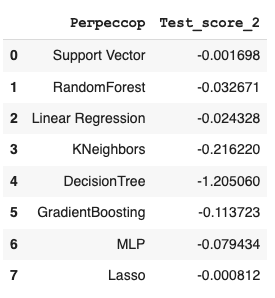 Perpeccop Test_score_2
0 Support Vector -0.001698
1 RandomForest -0.032671
2 Linear Regression -0.024328
3 KNeighbors -0.216220
4 DecisionTree -1.205060
5 GradientBoosting -0.113723
6 MLP -0.079434
7 Lasso -0.000812